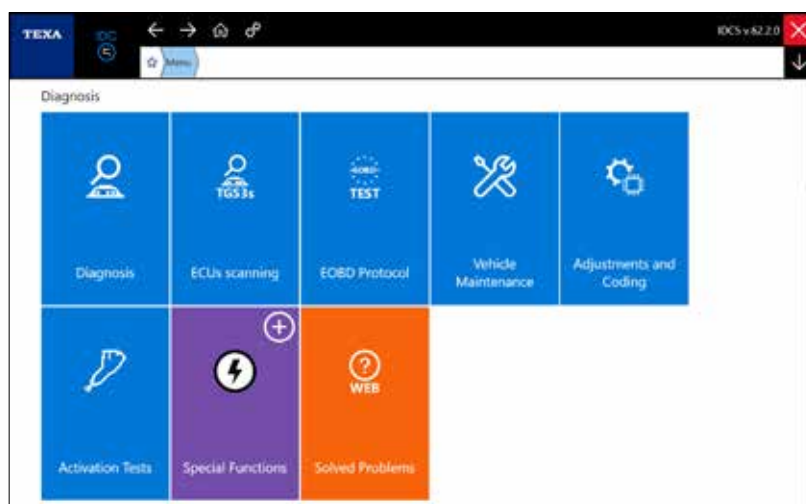 TEXA
IDC
5
IDC5 v.62.2.0
Menu
Diagnosis
TGS3s
EOBD
TEST
Diagnosis
ECUs scanning
EOBD Protocol
Vehicle
Maintenance
Adjustments and
Coding
WEB
Activation Tests
Special Functions
Solved Problems